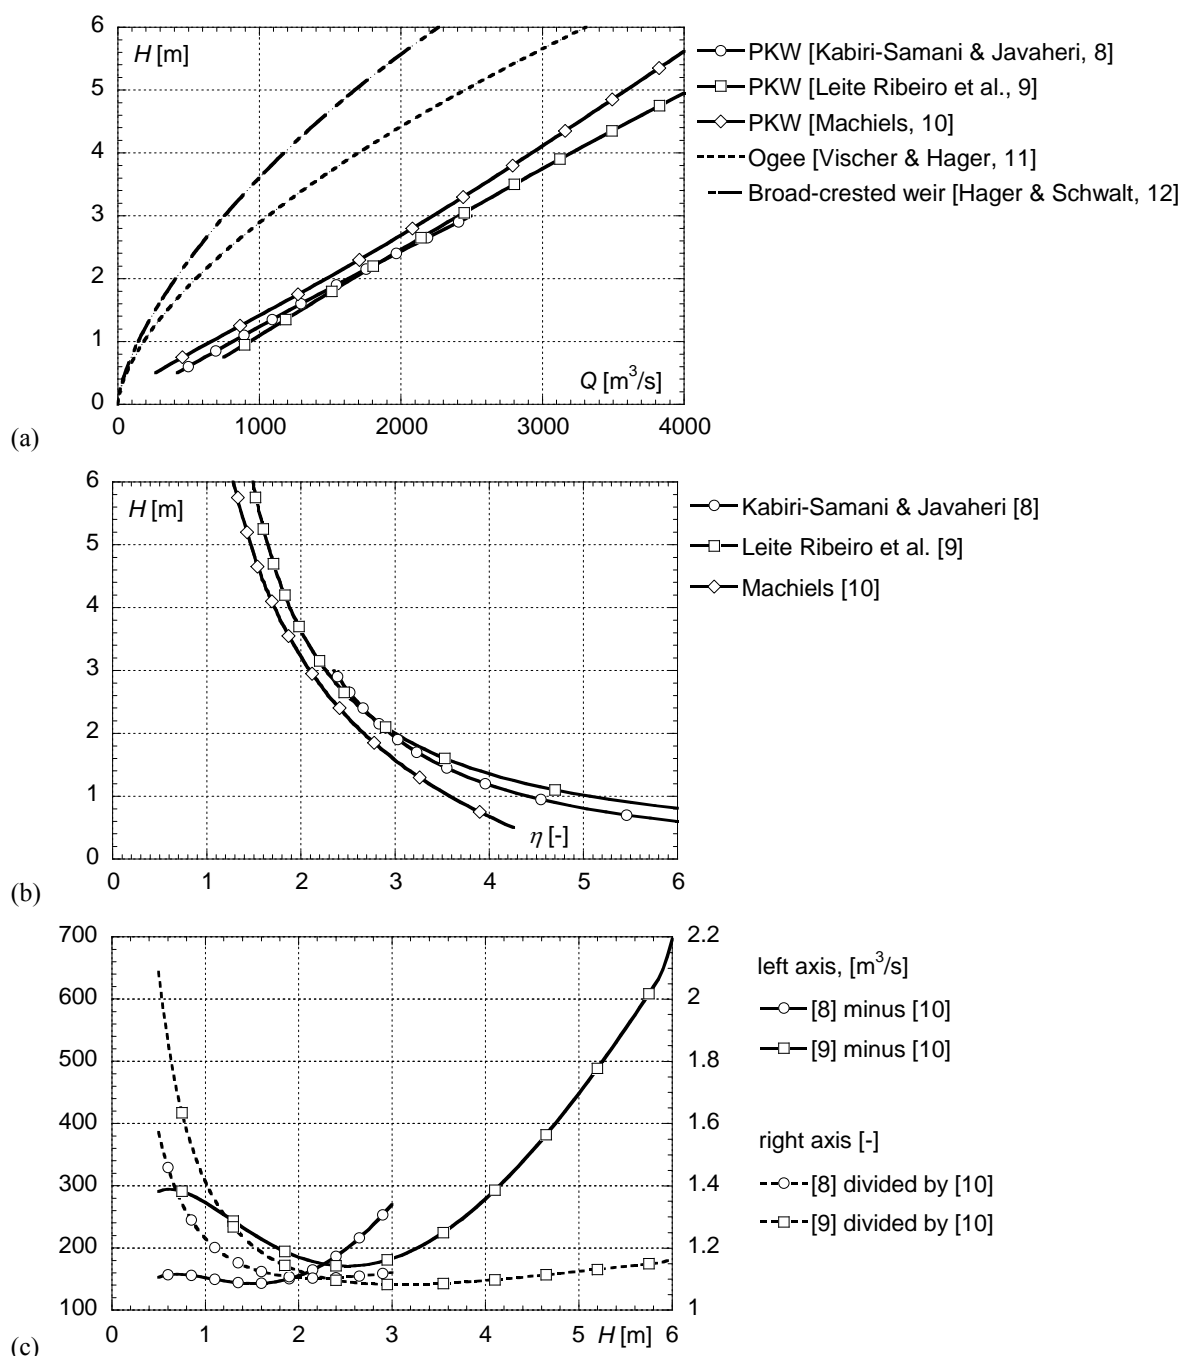 6
5
4
3
2
1
0
H [m]
Q [m³/s]
0 1000 2000 3000 4000
PKW [Kabiri-Samani & Javaheri, 8]
PKW [Leite Ribeiro et al., 9]
PKW [Machiels, 10]
Ogee [Vischer & Hager, 11]
Broad-crested weir [Hager & Schwalt, 12]
(a)
6
5
4
3
2
1
0
H [m]
η [-]
0 1 2 3 4 5 6
Kabiri-Samani & Javaheri [8]
Leite Ribeiro et al. [9]
Machiels [10]
(b)
700
600
500
400
300
200
100
2.2
2
1.8
1.6
1.4
1.2
1
0 1 2 3 4 5 H [m] 6
left axis, [m³/s]
[8] minus [10]
[9] minus [10]
right axis [-]
[8] divided by [10]
[9] divided by [10]
(c)